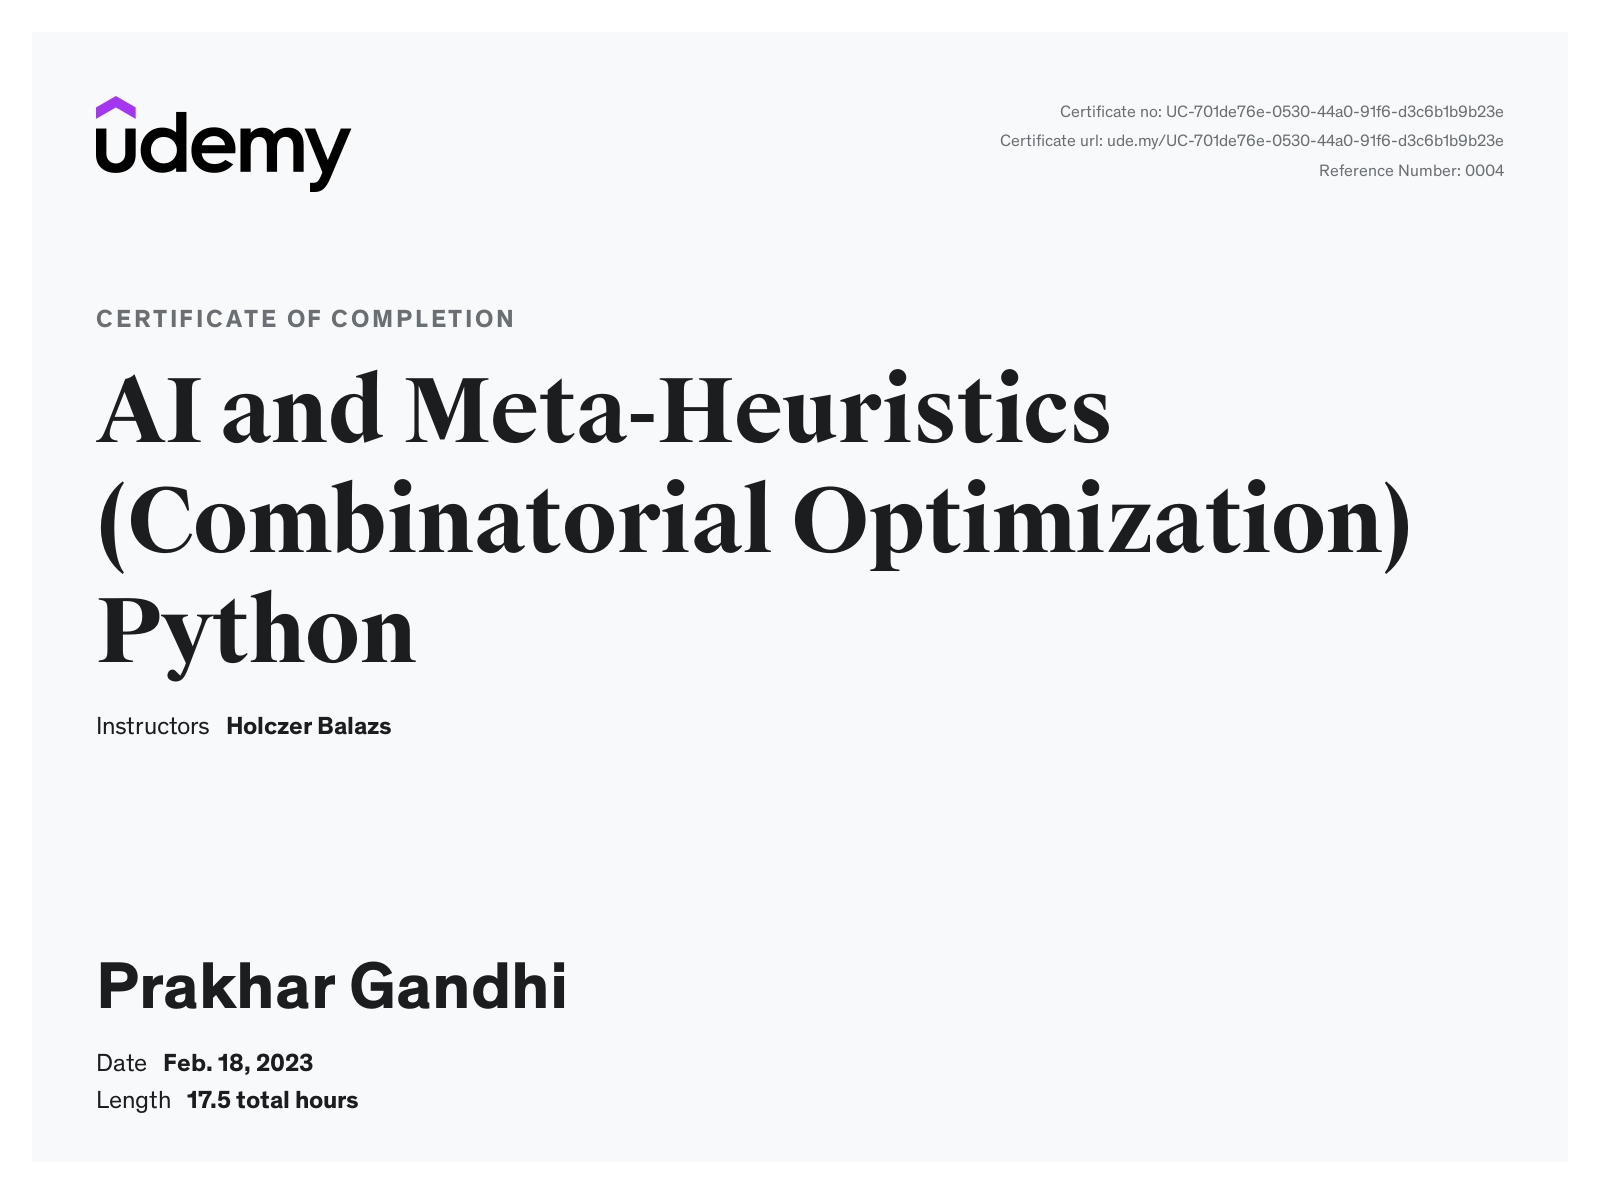 udemy
Certificate no: UC-701de76e-0530-44a0-91f6-d3c6b1b9b23e
Certificate url: ude.my/UC-701de76e-0530-44a0-91f6-d3c6b1b9b23e
Reference Number: 0004
CERTIFICATE OF COMPLETION
AI and Meta-Heuristics
(Combinatorial Optimization)
Python
Instructors Holczer Balazs
Prakhar Gandhi
Date Feb. 18, 2023
Length 17.5 total hours